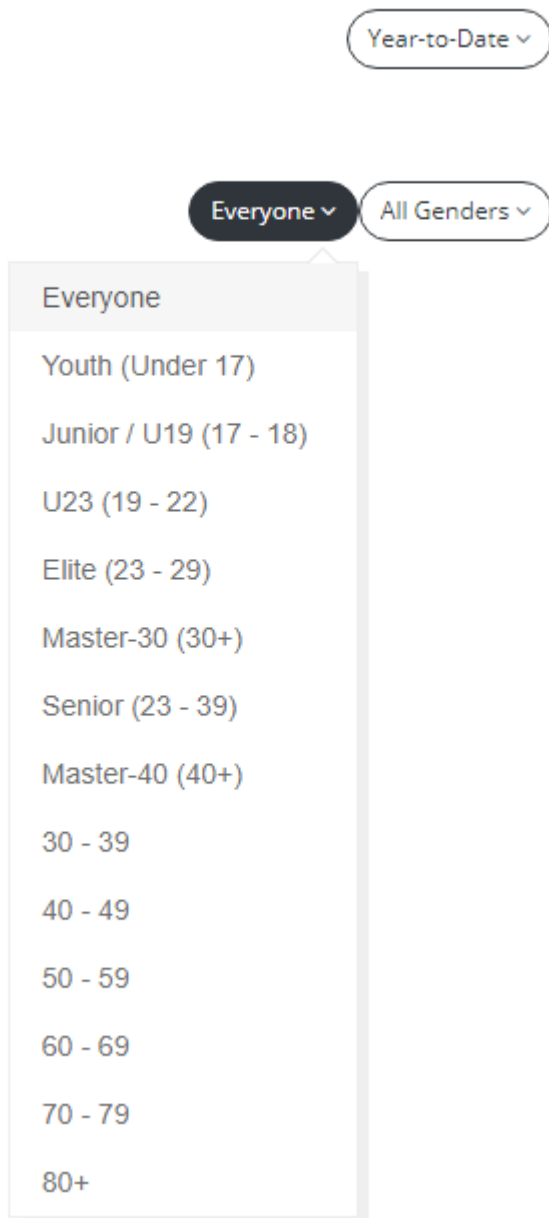 Year-to-Date
Everyone All Genders
Everyone
Youth (Under 17)
Junior / U19 (17 - 18)
U23 (19 - 22)
Elite (23 - 29)
Master-30 (30+)
Senior (23 - 39)
Master-40 (40+)
30 - 39
40 - 49
50 - 59
60 - 69
70 - 79
80+